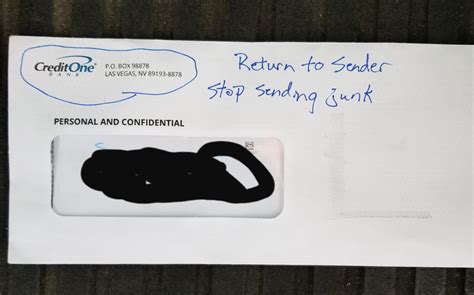 CreditOne®
BANK
P.O. BOX 98878
LAS VEGAS, NV 89193-8878
Return to Sender
Stop sending junk
PERSONAL AND CONFIDENTIAL